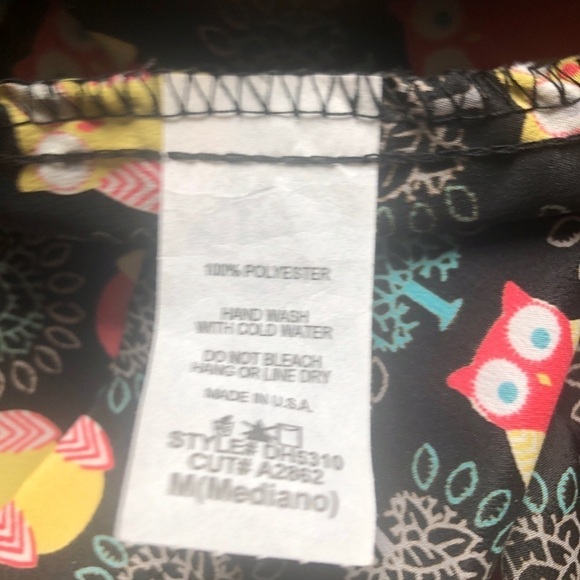 100% POLYESTER
HAND WASH
WITH COLD WATER
DO NOT BLEACH
HANG OR LINE DRY
MADE IN U.S.A.
STYLE# DH5310
CUT# A2862
M(Mediano)